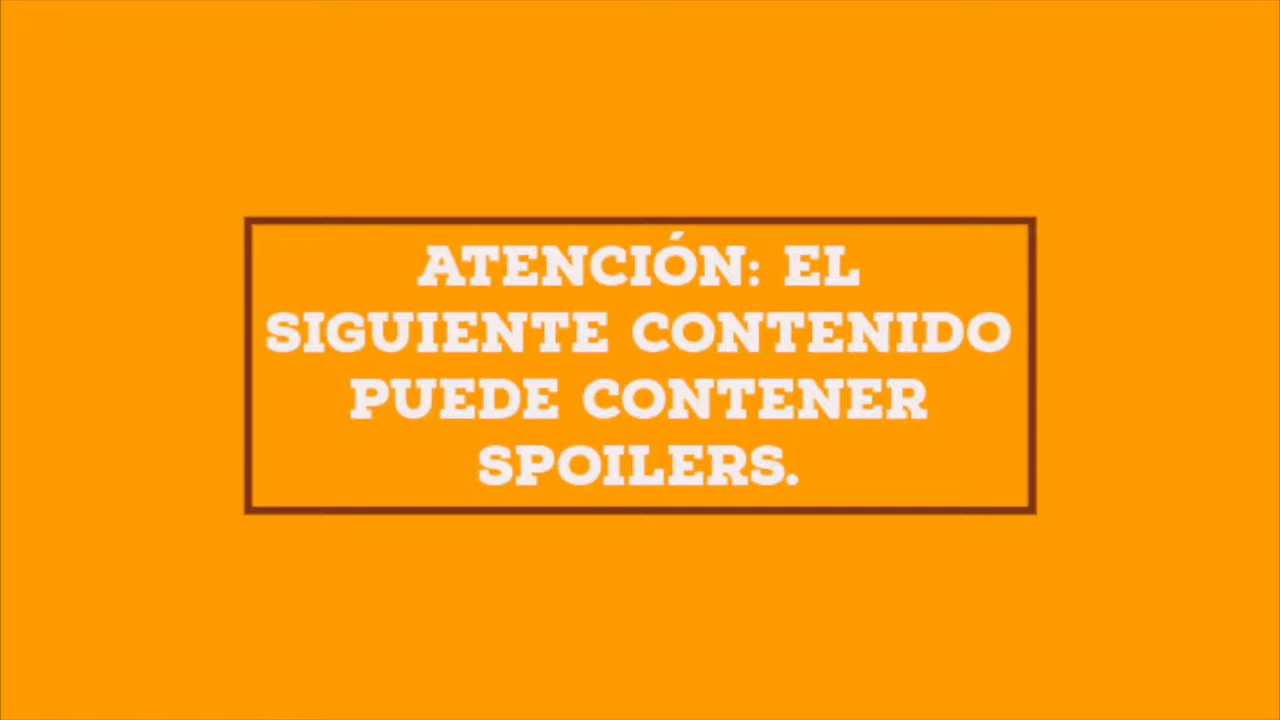 ATENCIÓN: EL
SIGUIENTE CONTENIDO
PUEDE CONTENER
SPOILERS.